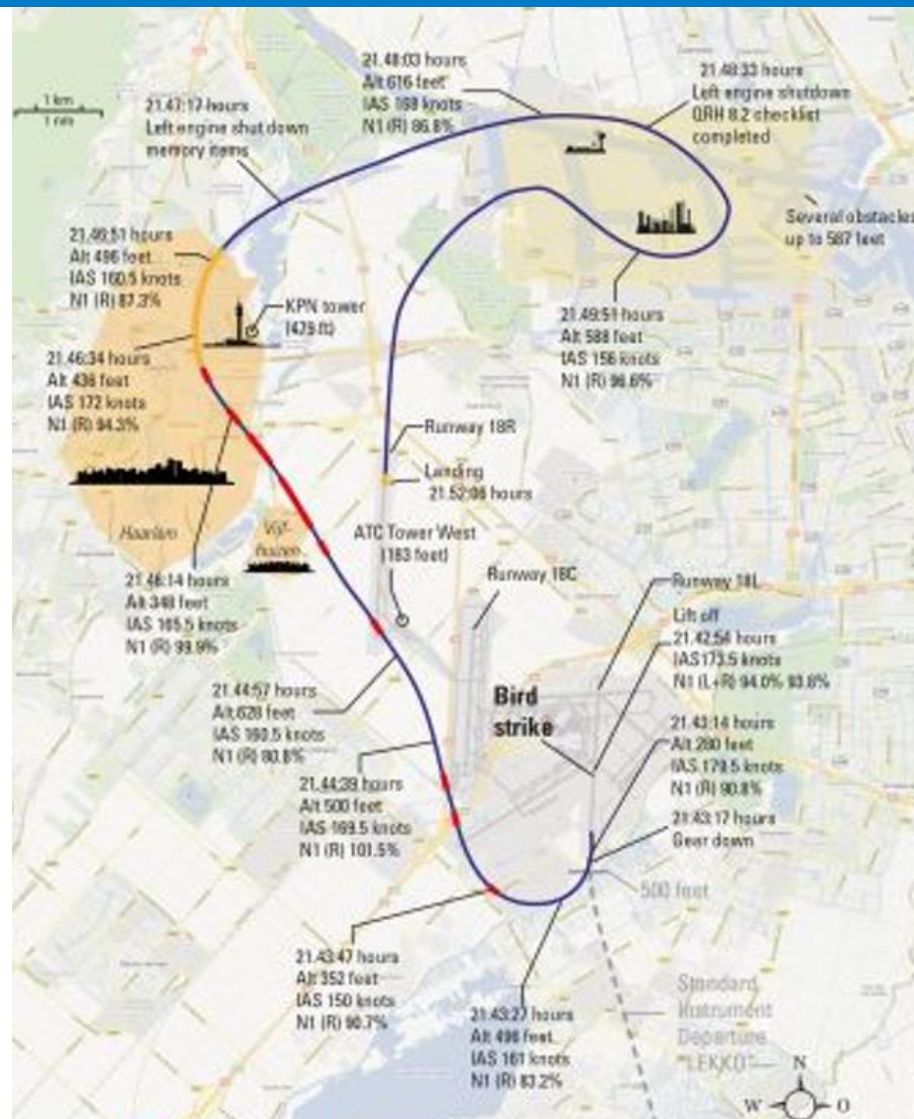 21.48:03 hours
Alt 616 feet
IAS 168 knots
N1 (R) 86.8%
21.48:33 hours
Left engine shutdown
QRH 8.2 checklist
completed
1 km
1 nm
21.47:17 hours
Left engine shut down
memory items
Several obstacles
up to 587 feet
21.46:51 hours
Alt 496 feet
IAS 160.5 knots
N1 (R) 87.3%
KPN tower
(479 ft)
21.49:51 hours
Alt 588 feet
IAS 156 knots
N1 (R) 96.6%
21.46:34 hours
Alt 436 feet
IAS 172 knots
N1 (R) 94.3%
Runway 18R
Landing
21.52:06 hours
Haarlem
Vijf-
huizen
ATC Tower West
(163 feet)
Runway 18C
Runway 18L
21.46:14 hours
Alt 348 feet
IAS 165.5 knots
N1 (R) 99.9%
Lift off
21.42:54 hours
IAS 173.5 knots
N1 (L+R) 94.0% 93.8%
21.44:57 hours
Alt 628 feet
IAS 160.5 knots
N1 (R) 80.8%
Bird
strike
21.43:14 hours
Alt 280 feet
IAS 179.5 knots
N1 (R) 90.8%
21.44:39 hours
Alt 500 feet
IAS 169.5 knots
N1 (R) 101.5%
21.43:17 hours
Gear down
500 feet
21.43:47 hours
Alt 352 feet
IAS 150 knots
N1 (R) 90.7%
21.43:27 hours
Alt 496 feet
IAS 161 knots
N1 (R) 83.2%
Standard
Instrument
Departure
"LEKKO"
N
W
O